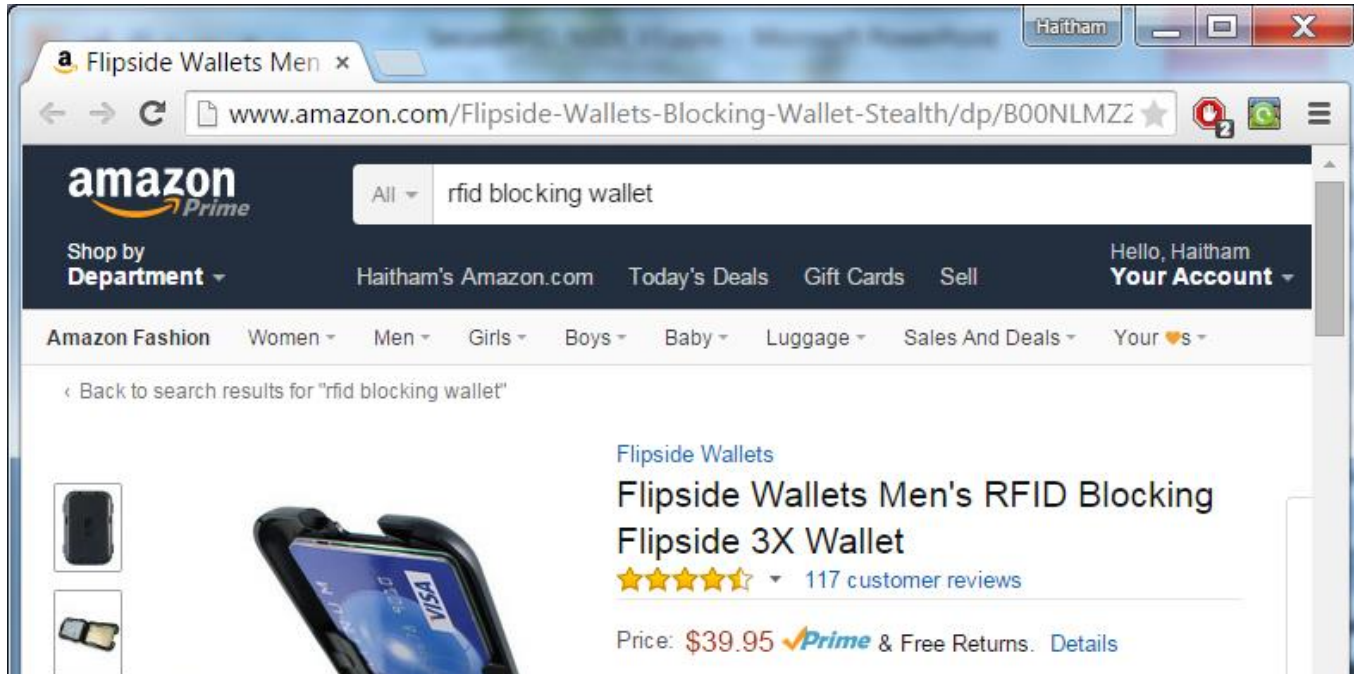 Haitham
Flipside Wallets Men
www.amazon.com/Flipside-Wallets-Blocking-Wallet-Stealth/dp/B00NLMZ2
2
amazon
Prime
All
rfid blocking wallet
Shop by
Department
Haitham's Amazon.com Today's Deals Gift Cards Sell
Hello, Haitham
Your Account
Amazon Fashion Women Men Girls Boys Baby Luggage Sales And Deals Your 🧡s
‹ Back to search results for "rfid blocking wallet"
Flipside Wallets
Flipside Wallets Men's RFID Blocking
Flipside 3X Wallet
117 customer reviews
Price: $39.95 Prime & Free Returns. Details
VISA